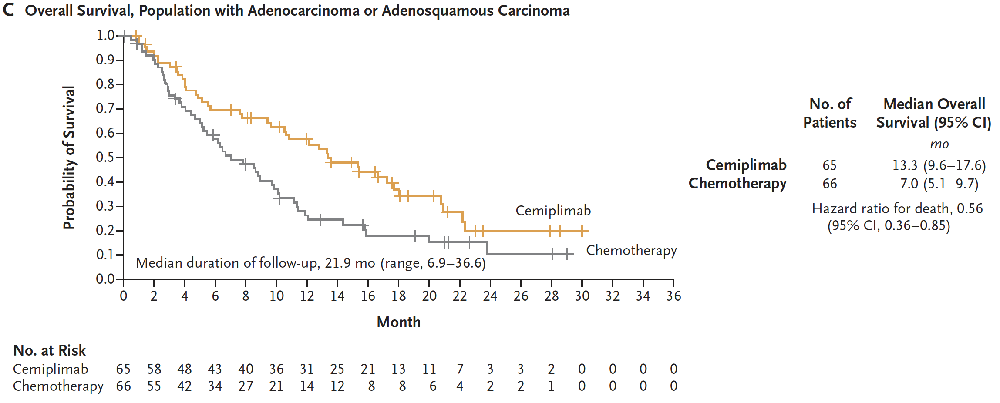 C Overall Survival, Population with Adenocarcinoma or Adenosquamous Carcinoma
Probability of Survival
1.0
0.9
0.8
0.7
0.6
0.5
0.4
0.3
0.2
0.1
0.0
Cemiplimab
Chemotherapy
Median duration of follow-up, 21.9 mo (range, 6.9–36.6)
0 2 4 6 8 10 12 14 16 18 20 22 24 26 28 30 32 34 36
Month
No. of Median Overall
Patients Survival (95% CI)
mo
Cemiplimab 65 13.3 (9.6–17.6)
Chemotherapy 66 7.0 (5.1–9.7)
Hazard ratio for death, 0.56
(95% CI, 0.36–0.85)
No. at Risk
Cemiplimab 65 58 48 43 40 36 31 25 21 13 11 7 3 3 2 0 0 0 0
Chemotherapy 66 55 42 34 27 21 14 12 8 8 6 4 2 2 1 0 0 0 0